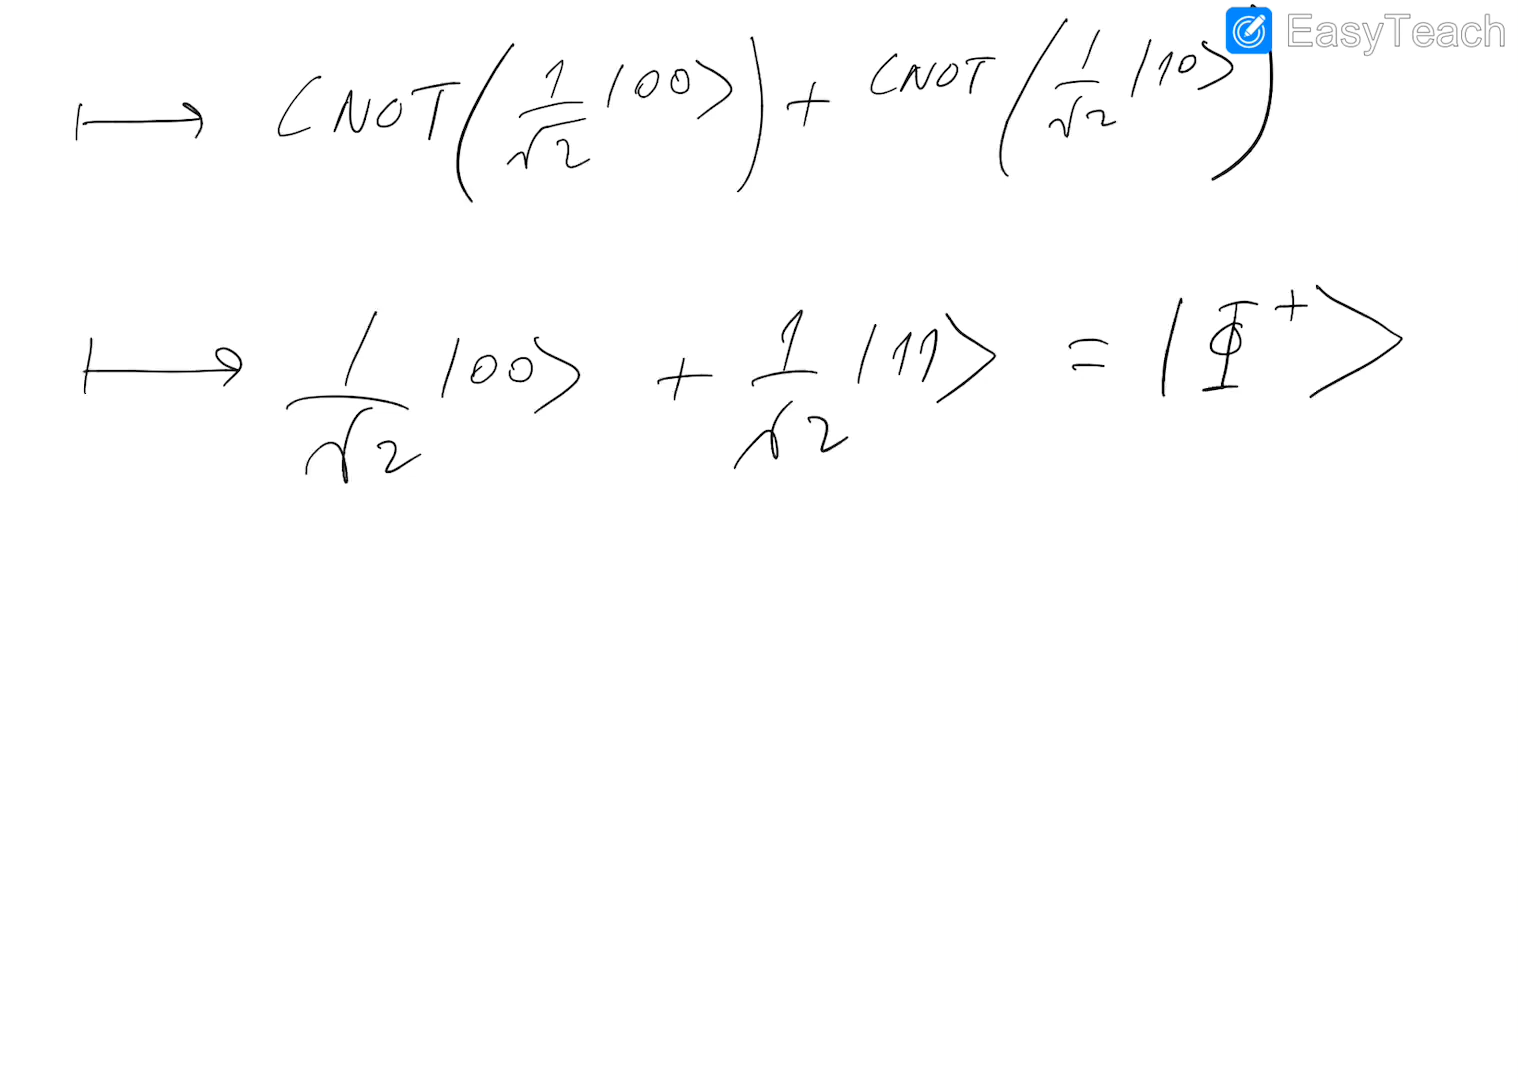 EasyTeach
⟼ CNOT(1/√2 |00⟩) + CNOT(1/√2 |10⟩)
⟼ 1/√2 |00⟩ + 1/√2 |11⟩ = |Φ⁺⟩